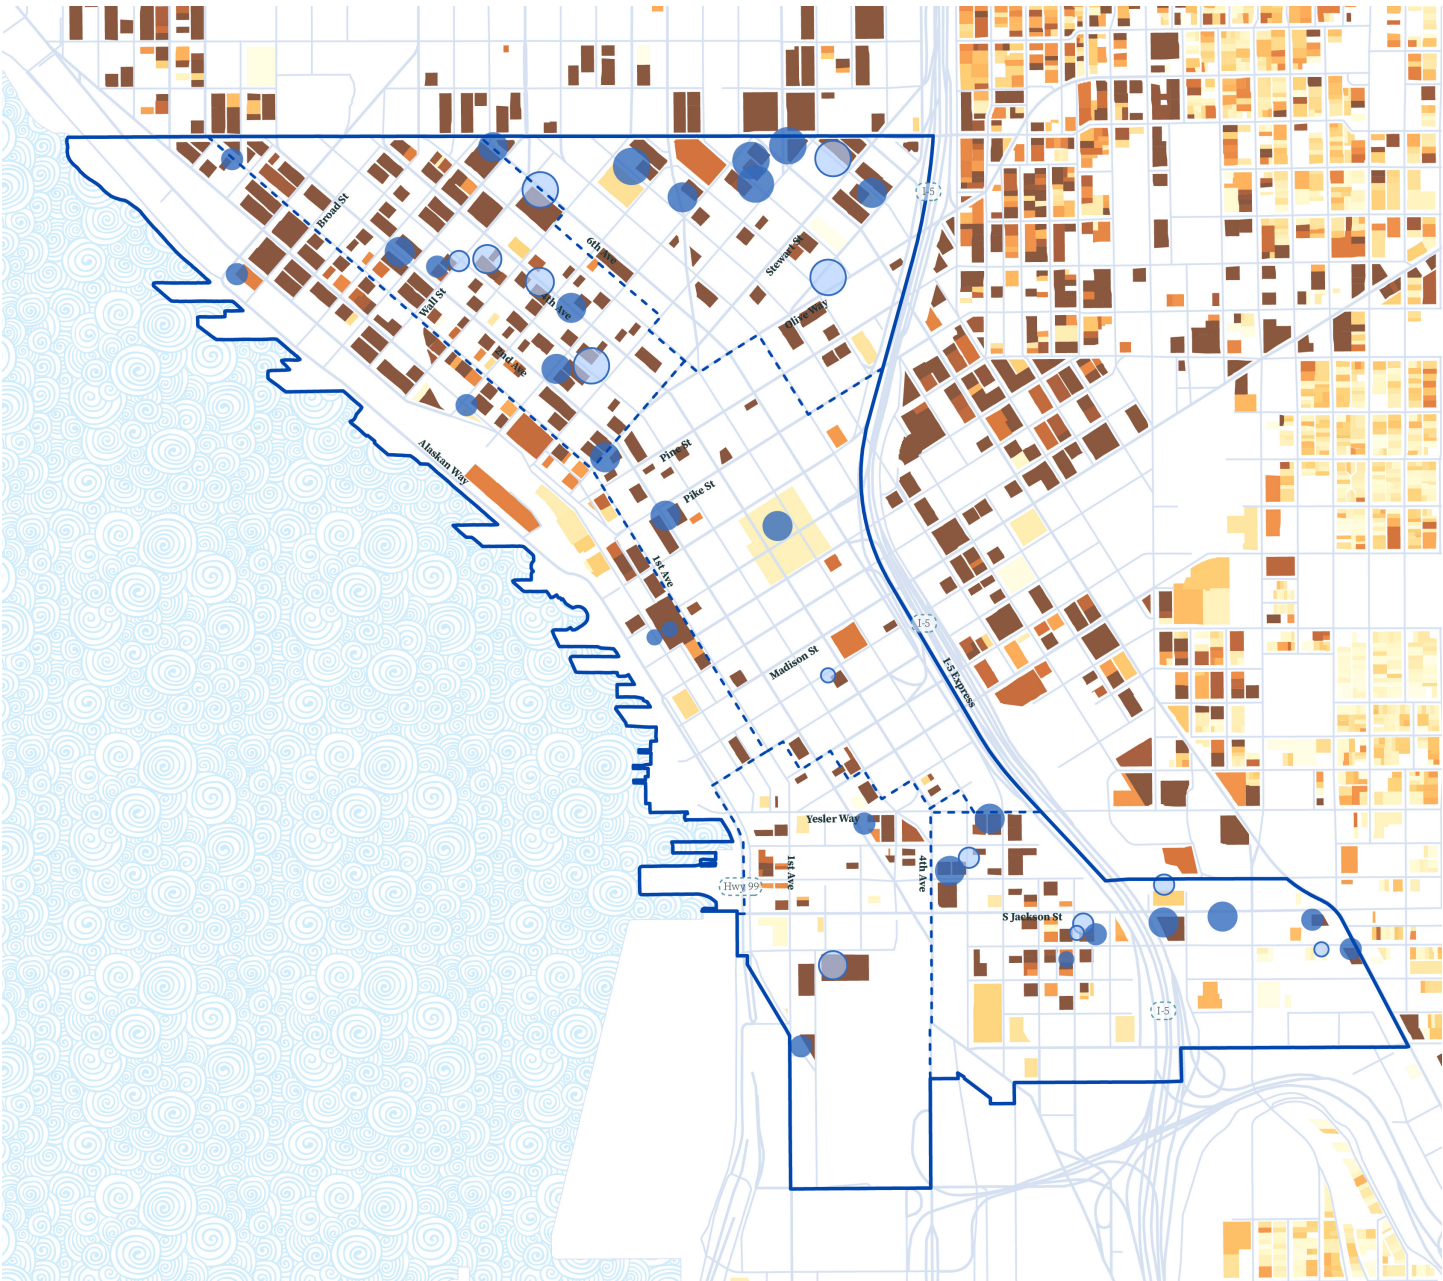 I-5
Broad St
6th Ave
Stewart St
Wall St
4th Ave
Olive Way
2nd Ave
Pine St
Alaskan Way
Pike St
1st Ave
I-5
Madison St
I-5 Express
Yesler Way
1st Ave
4th Ave
Hwy 99
S Jackson St
I-5